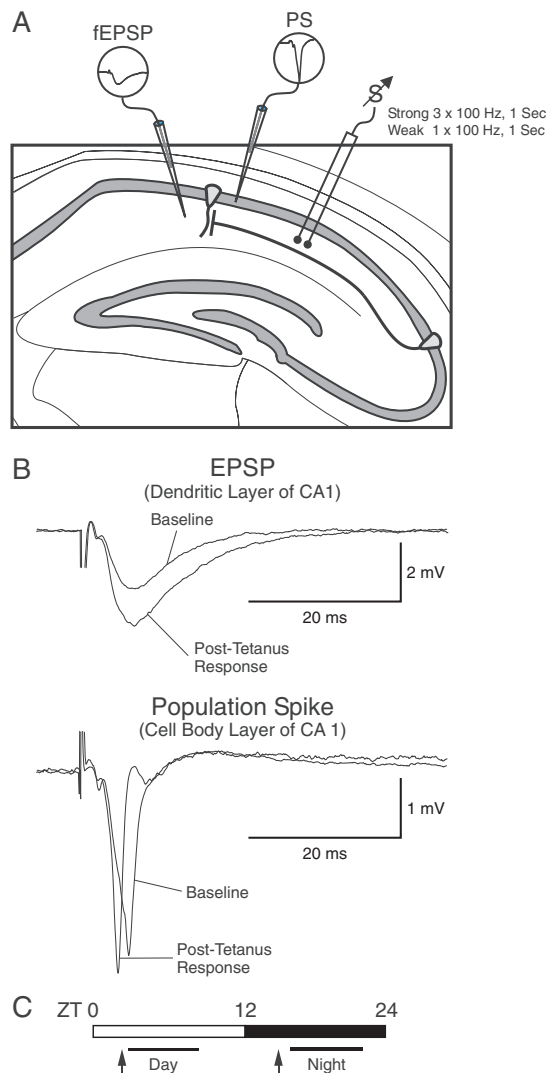 A
fEPSP
PS
S
Strong 3 x 100 Hz, 1 Sec
Weak 1 x 100 Hz, 1 Sec
B
EPSP
(Dendritic Layer of CA1)
Baseline
2 mV
20 ms
Post-Tetanus
Response
Population Spike
(Cell Body Layer of CA 1)
1 mV
20 ms
Baseline
Post-Tetanus
Response
C
ZT 0 12 24
Day Night